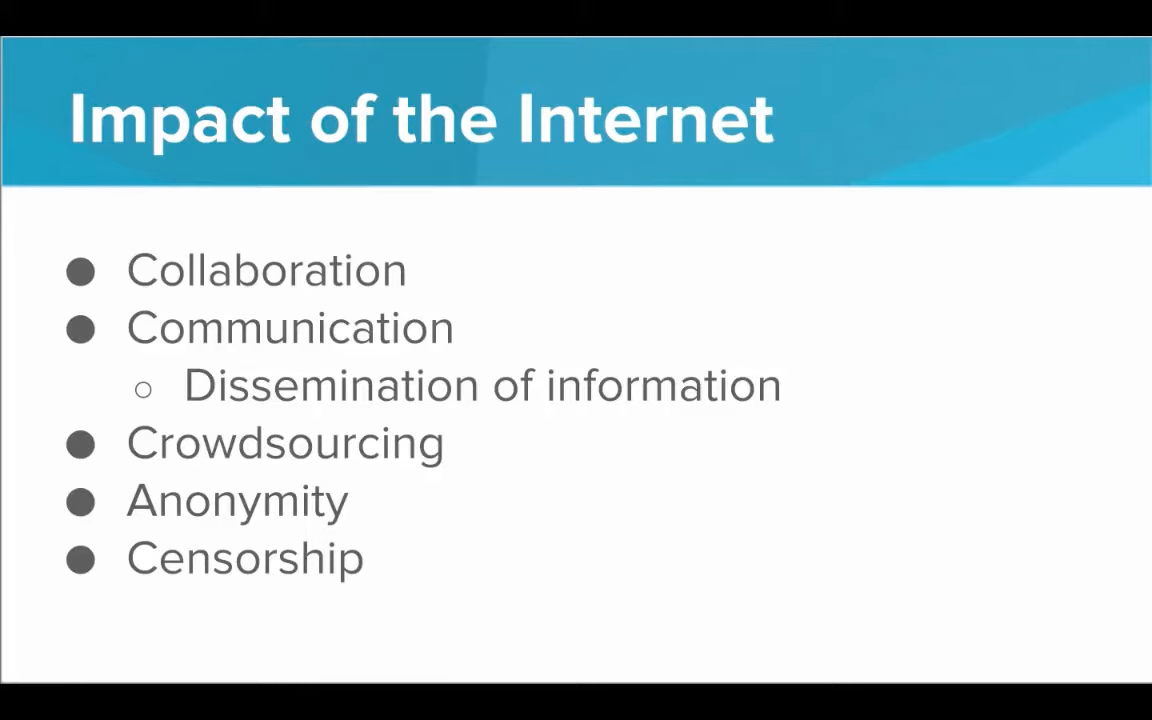 Impact of the Internet
● Collaboration
● Communication
○ Dissemination of information
● Crowdsourcing
● Anonymity
● Censorship